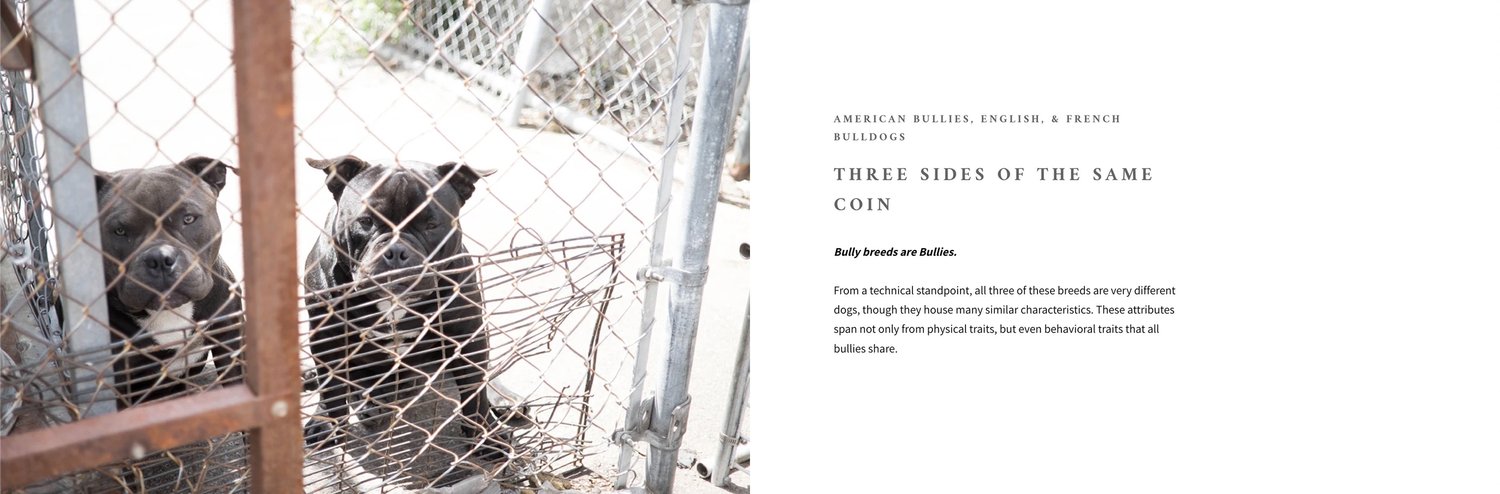 AMERICAN BULLIES, ENGLISH, & FRENCH
BULLDOGS
THREE SIDES OF THE SAME
COIN
Bully breeds are Bullies.
From a technical standpoint, all three of these breeds are very different
dogs, though they house many similar characteristics. These attributes
span not only from physical traits, but even behavioral traits that all
bullies share.